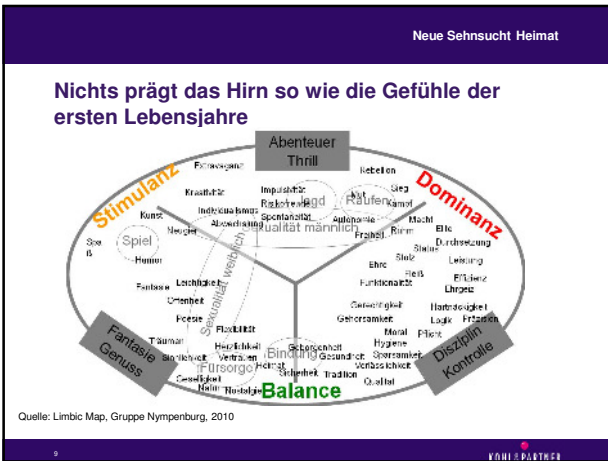 Neue Sehnsucht Heimat
Nichts prägt das Hirn so wie die Gefühle der
ersten Lebensjahre
Abenteuer
Thrill
Stimulanz
Dominanz
Extravaganz
Rebellion
Kreativität
Impulsivität
Jagd
Mut
Raufen
Sieg
Kampf
Risikofreude
Kunst
Individualismus
Spontaneität
Autonomie
Ruhm
Macht
Elite
Abwechslung
Sexualität männlich
Freiheit
Neugier
Status
Durchsetzung
Spa
ß
Spiel
Stolz
Leistung
Humor
Ehre
Fleiß
Effizienz
Fantasie
Leichtigkeit
Funktionalität
Ehrgeiz
Offenheit
Sexualität weiblich
Gerechtigkeit
Hartnäckigkeit
Poesie
Gehorsamkeit
Logik
Präzision
Flexibilität
Moral
Pflicht
Träumen
Herzlichkeit
Geborgenheit
Hygiene
Sinnlichkeit
Vertrauen
Bindung
Gesundheit
Sparsamkeit
Fürsorge
Heimat
Verlässlichkeit
Geselligkeit
Sicherheit
Tradition
Qualität
Natur
Nostalgie
Fantasie
Genuss
Balance
Disziplin
Kontrolle
Quelle: Limbic Map, Gruppe Nympenburg, 2010
9
KOHL & PARTNER